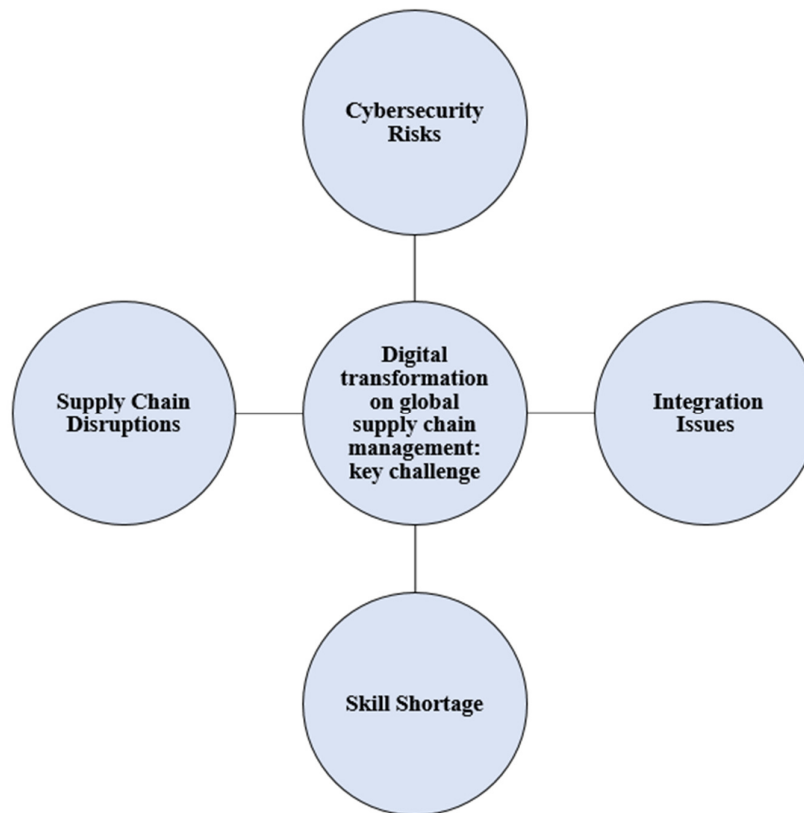 Cybersecurity
Risks
Supply Chain
Disruptions
Digital
transformation
on global
supply chain
management:
key challenge
Integration
Issues
Skill Shortage